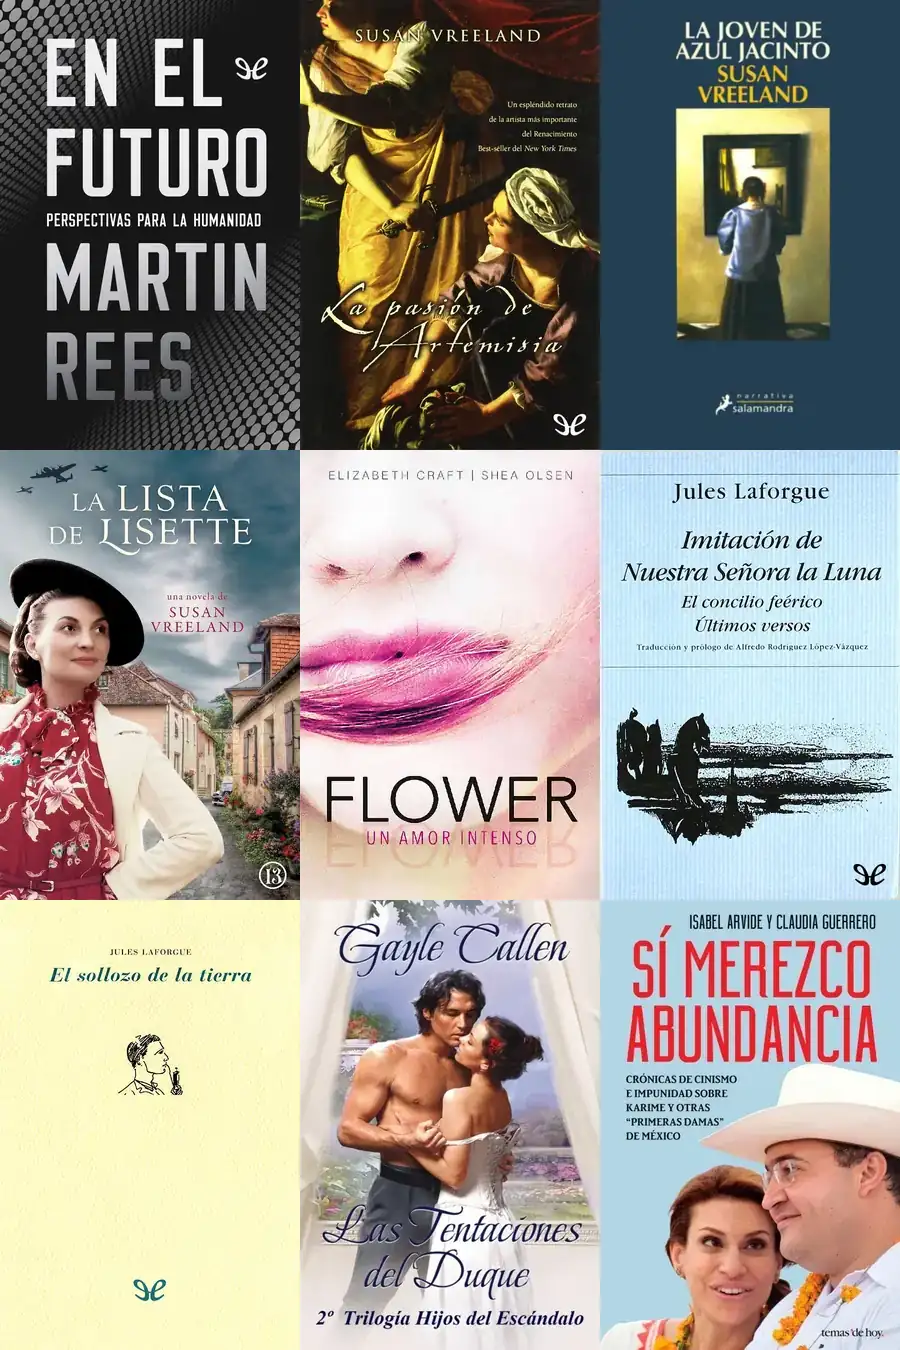 EN EL
FUTURO
PERSPECTIVAS PARA LA HUMANIDAD
MARTIN
REES
SUSAN VREELAND
Un espléndido retrato
de la artista más importante
del Renacimiento
Best-seller del New York Times
La pasión de
Artemisia
LA JOVEN DE
AZUL JACINTO
SUSAN
VREELAND
narrativa
salamandra
LA LISTA
DE LISETTE
una novela de
SUSAN
VREELAND
13
ELIZABETH CRAFT | SHEA OLSEN
FLOWER
UN AMOR INTENSO
Jules Laforgue
Imitación de
Nuestra Señora la Luna
El concilio feérico
Últimos versos
Traducción y prólogo de Alfredo Rodríguez López-Vázquez
JULES LAFORGUE
El sollozo de la tierra
Gayle Callen
Las Tentaciones
del Duque
2º Trilogía Hijos del Escándalo
ISABEL ARVIDE Y CLAUDIA GUERRERO
SÍ MEREZCO
ABUNDANCIA
CRÓNICAS DE CINISMO
E IMPUNIDAD SOBRE
KARIME Y OTRAS
"PRIMERAS DAMAS"
DE MÉXICO
temas'de hoy.